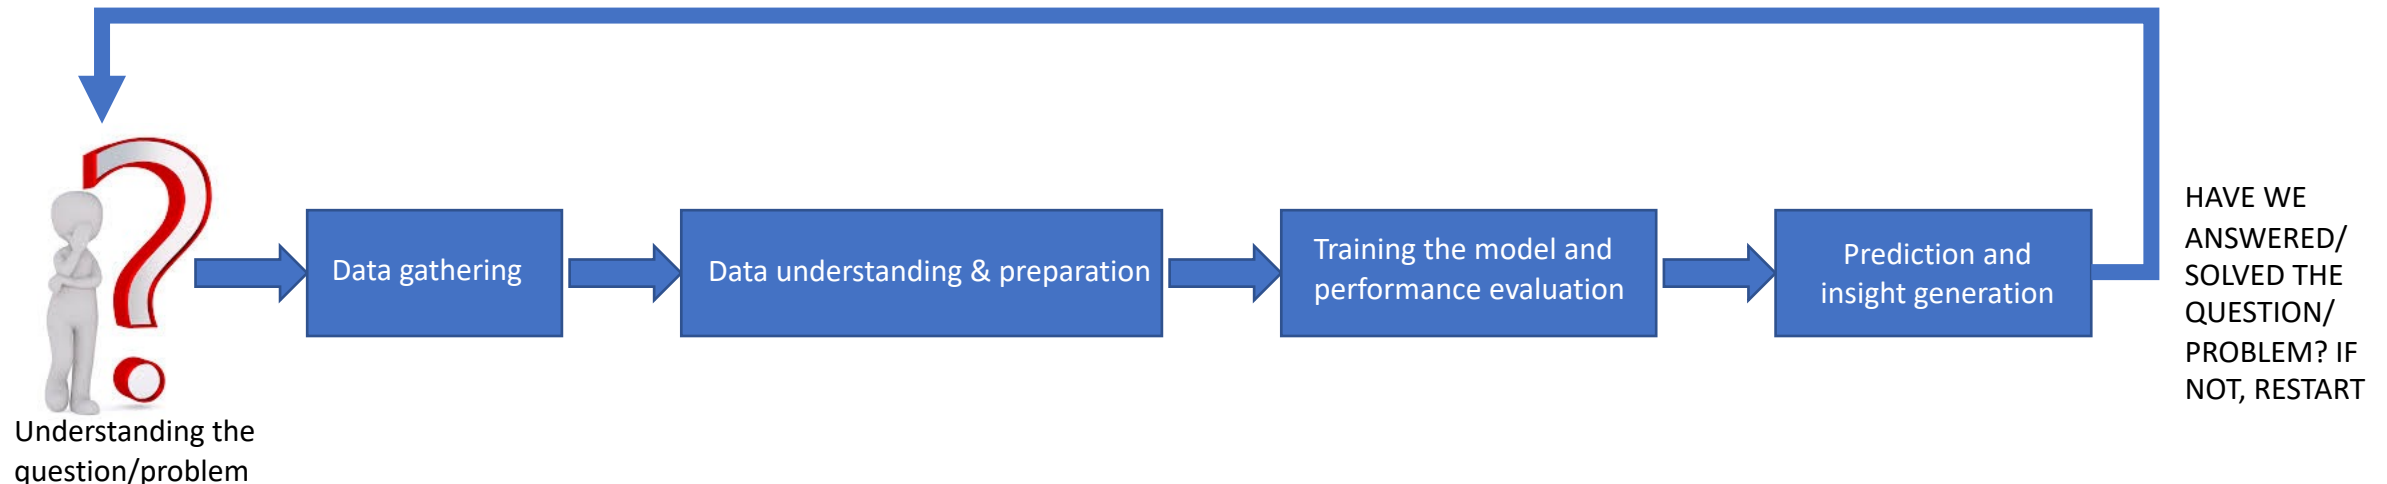 Understanding the
question/problem
Data gathering
Data understanding & preparation
Training the model and
performance evaluation
Prediction and
insight generation
HAVE WE
ANSWERED/
SOLVED THE
QUESTION/
PROBLEM? IF
NOT, RESTART